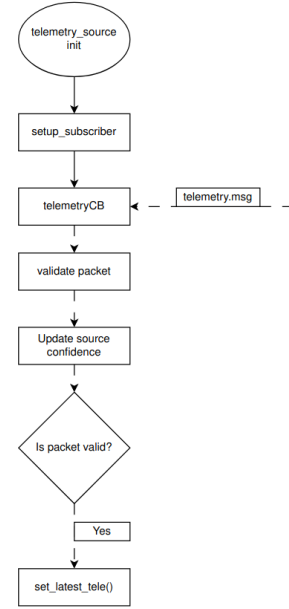 telemetry_source
init
setup_subscriber
telemetryCB
telemetry.msg
validate packet
Update source
confidence
Is packet valid?
Yes
set_latest_tele()